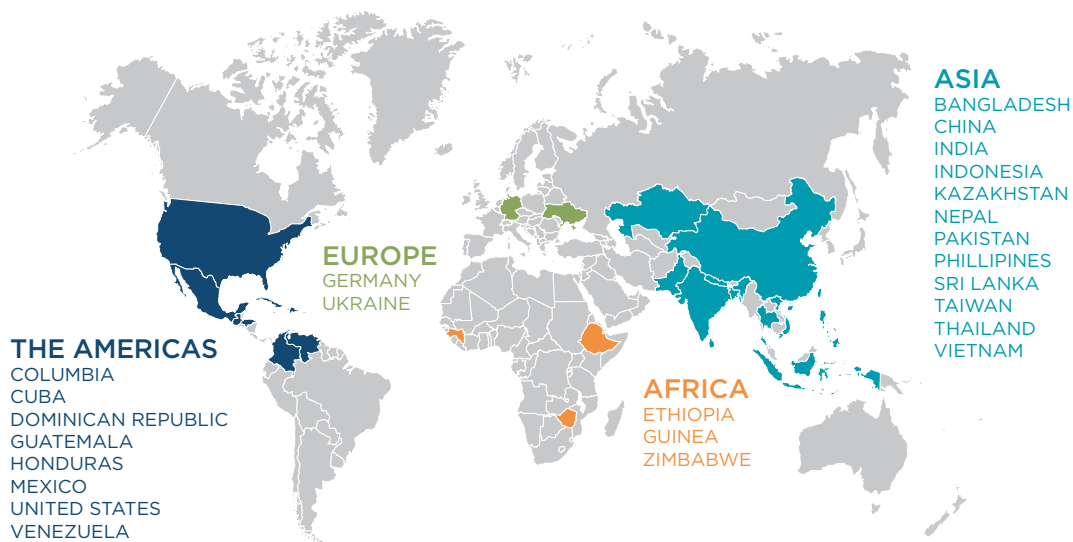 THE AMERICAS
COLUMBIA
CUBA
DOMINICAN REPUBLIC
GUATEMALA
HONDURAS
MEXICO
UNITED STATES
VENEZUELA
EUROPE
GERMANY
UKRAINE
AFRICA
ETHIOPIA
GUINEA
ZIMBABWE
ASIA
BANGLADESH
CHINA
INDIA
INDONESIA
KAZAKHSTAN
NEPAL
PAKISTAN
PHILLIPINES
SRI LANKA
TAIWAN
THAILAND
VIETNAM